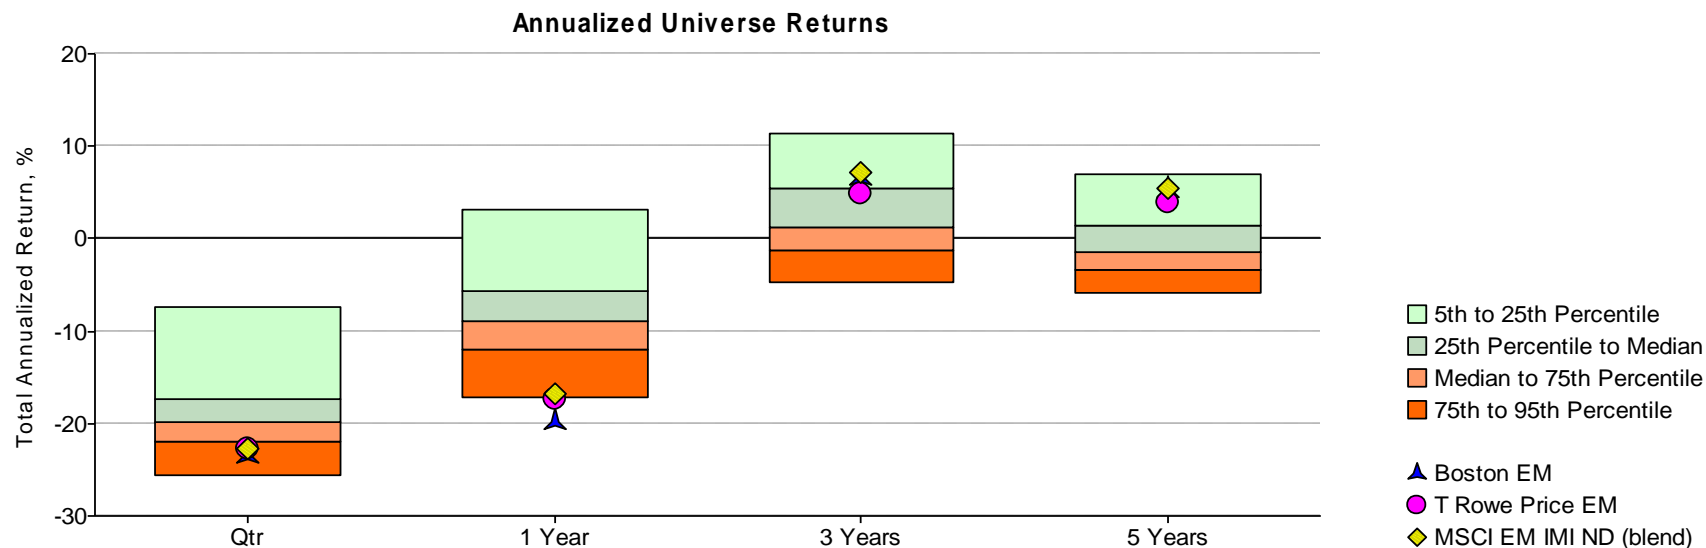 Annualized Universe Returns
Total Annualized Return, %
20
10
0
-10
-20
-30
Qtr
1 Year
3 Years
5 Years
5th to 25th Percentile
25th Percentile to Median
Median to 75th Percentile
75th to 95th Percentile
Boston EM
T Rowe Price EM
MSCI EM IMI ND (blend)